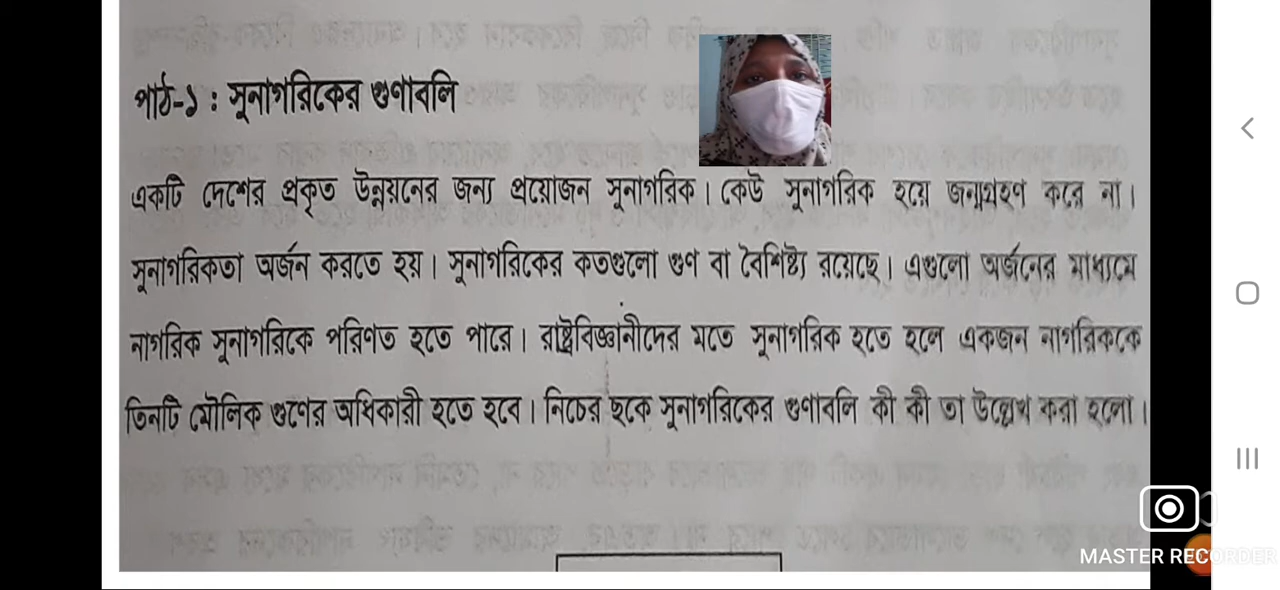 পাঠ-১ : সুনাগরিকের গুণাবলি
একটি দেশের প্রকৃত উন্নয়নের জন্য প্রয়োজন সুনাগরিক। কেউ সুনাগরিক হয়ে জন্মগ্রহণ করে না।
সুনাগরিকতা অর্জন করতে হয়। সুনাগরিকের কতগুলো গুণ বা বৈশিষ্ট্য রয়েছে। এগুলো অর্জনের মাধ্যমে
নাগরিক সুনাগরিকে পরিণত হতে পারে। রাষ্ট্রবিজ্ঞানীদের মতে সুনাগরিক হতে হলে একজন নাগরিককে
তিনটি মৌলিক গুণের অধিকারী হতে হবে। নিচের ছকে সুনাগরিকের গুণাবলি কী কী তা উল্লেখ করা হলো।
MASTER RECORDER